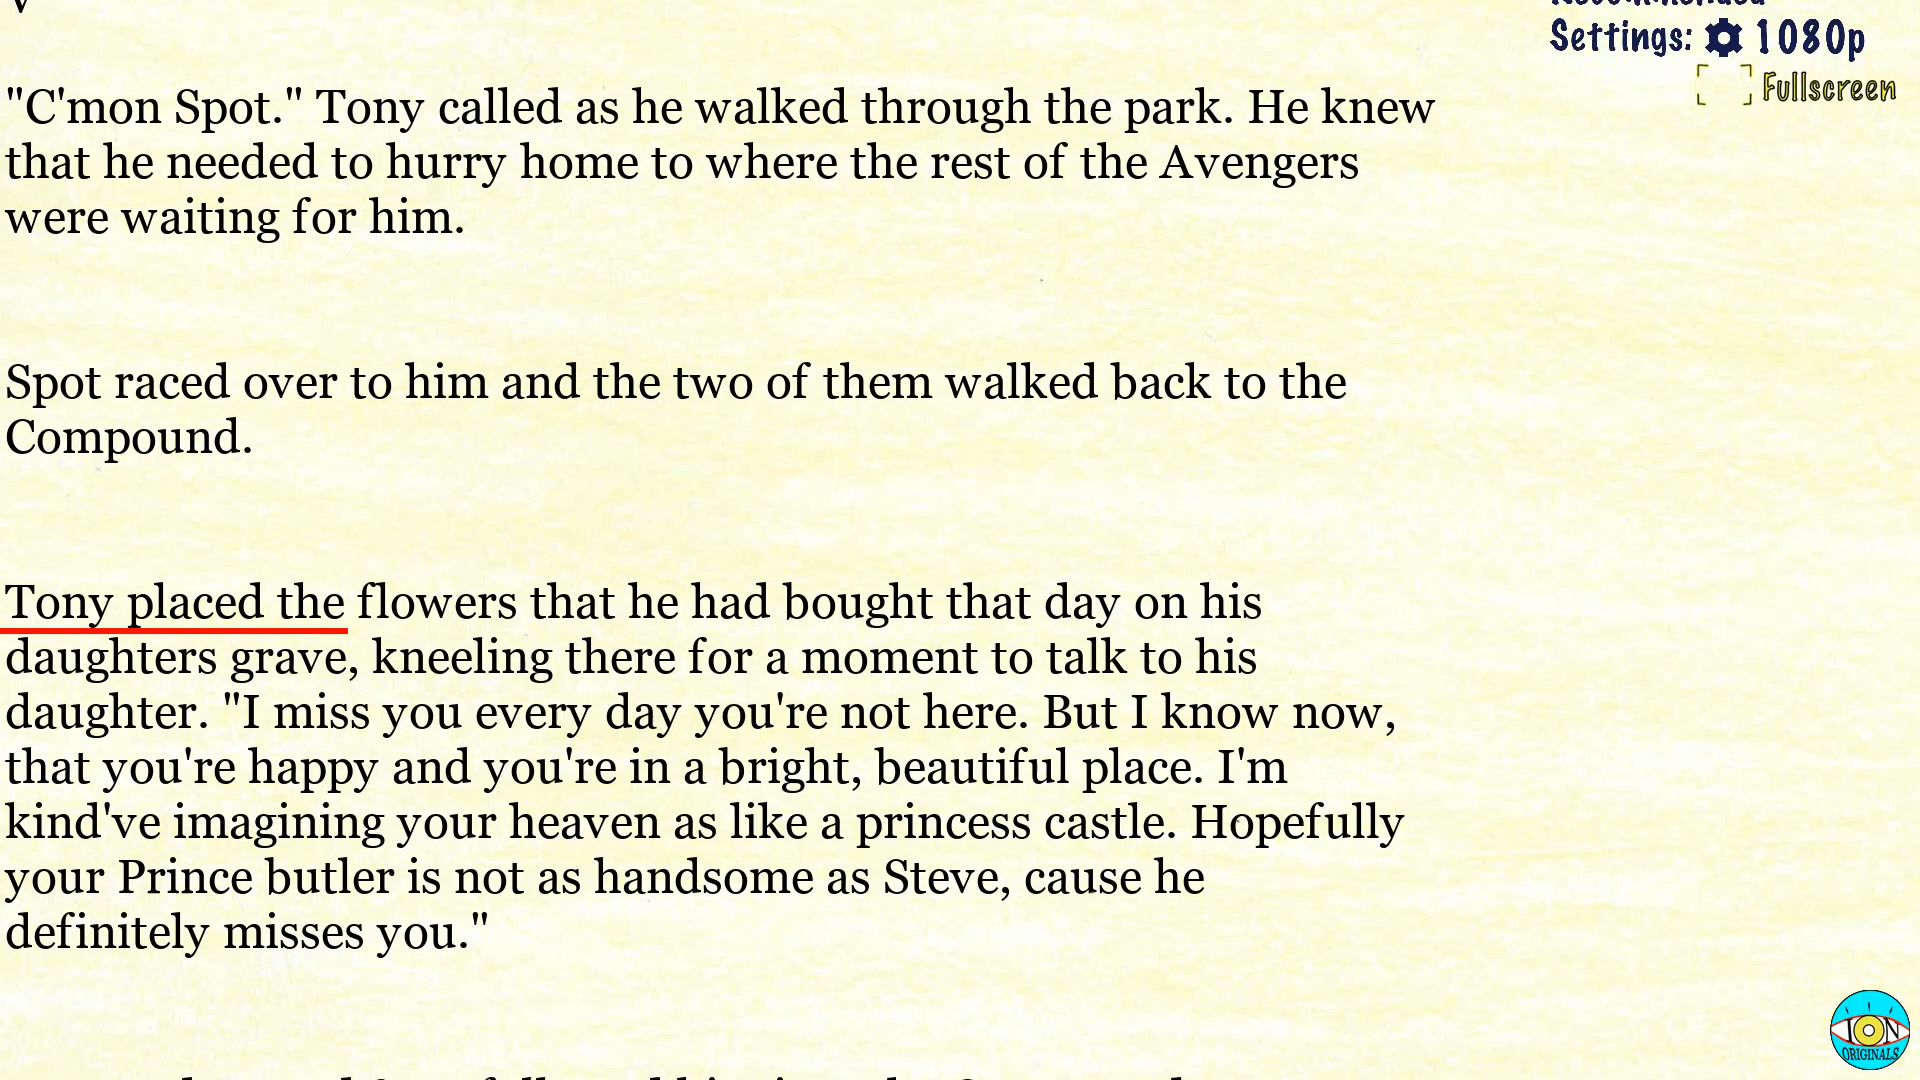 Settings: 1080p
Fullscreen
"C'mon Spot." Tony called as he walked through the park. He knew
that he needed to hurry home to where the rest of the Avengers
were waiting for him.
Spot raced over to him and the two of them walked back to the
Compound.
Tony placed the flowers that he had bought that day on his
daughters grave, kneeling there for a moment to talk to his
daughter. "I miss you every day you're not here. But I know now,
that you're happy and you're in a bright, beautiful place. I'm
kind've imagining your heaven as like a princess castle. Hopefully
your Prince butler is not as handsome as Steve, cause he
definitely misses you."
ION
ORIGINALS